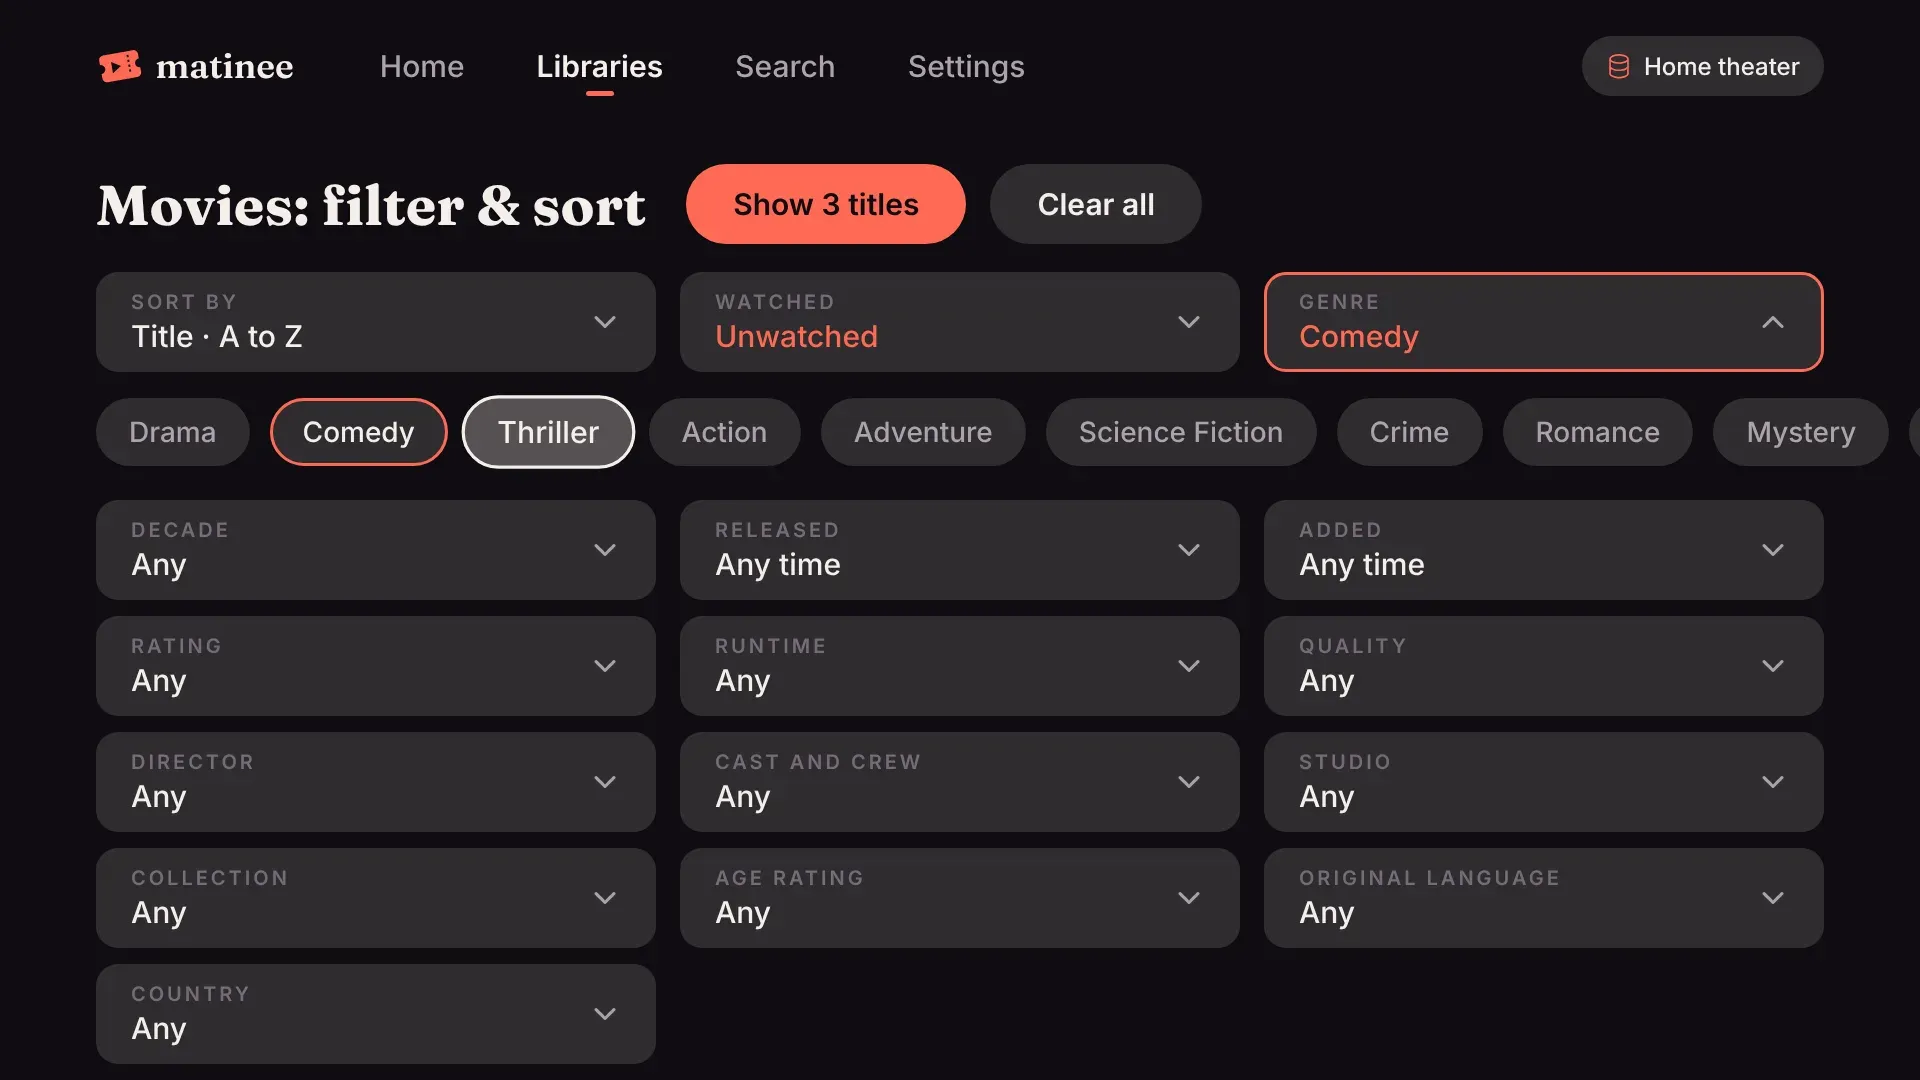 matinee
Home
Libraries
Search
Settings
Home theater
Movies: filter & sort
Show 3 titles
Clear all
SORT BY
Title · A to Z
WATCHED
Unwatched
GENRE
Comedy
Drama
Comedy
Thriller
Action
Adventure
Science Fiction
Crime
Romance
Mystery
DECADE
Any
RELEASED
Any time
ADDED
Any time
RATING
Any
RUNTIME
Any
QUALITY
Any
DIRECTOR
Any
CAST AND CREW
Any
STUDIO
Any
COLLECTION
Any
AGE RATING
Any
ORIGINAL LANGUAGE
Any
COUNTRY
Any